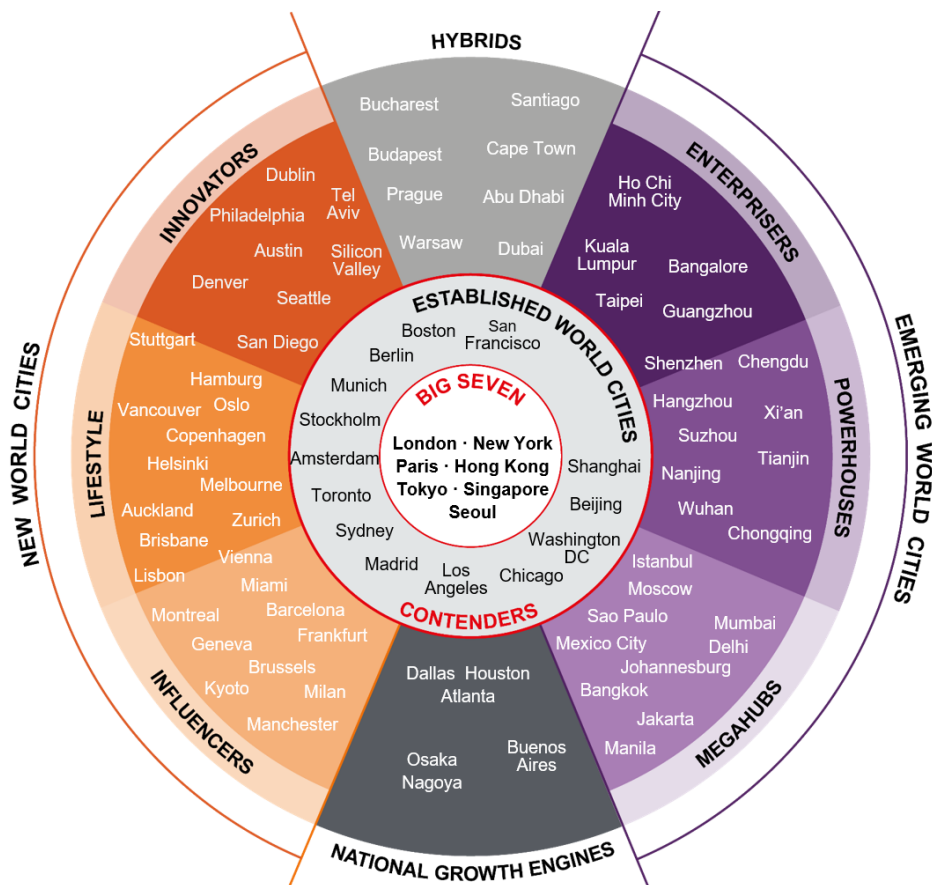 HYBRIDS
Bucharest
Santiago
Budapest
Cape Town
Prague
Abu Dhabi
Warsaw
Dubai
INNOVATORS
Dublin
Tel
Aviv
Philadelphia
Austin
Silicon
Valley
Denver
Seattle
San Diego
ENTERPRISERS
Ho Chi
Minh City
Kuala
Lumpur
Bangalore
Taipei
Guangzhou
Shenzhen
NEW WORLD CITIES
LIFESTYLE
Stuttgart
Hamburg
Vancouver
Oslo
Copenhagen
Helsinki
Melbourne
Auckland
Zurich
Brisbane
Vienna
Lisbon
ESTABLISHED WORLD CITIES
Boston
San
Francisco
Berlin
Munich
Stockholm
Amsterdam
Toronto
Sydney
Madrid
Los
Angeles
Chicago
Washington
DC
Beijing
Shanghai
CONTENDERS
BIG SEVEN
London · New York
Paris · Hong Kong
Tokyo · Singapore
Seoul
EMERGING WORLD CITIES
POWERHOUSES
Chengdu
Hangzhou
Xi'an
Suzhou
Tianjin
Nanjing
Wuhan
Chongqing
INFLUENCERS
Miami
Montreal
Barcelona
Geneva
Frankfurt
Brussels
Kyoto
Milan
Manchester
MEGAHUBS
Istanbul
Moscow
Sao Paulo
Mumbai
Mexico City
Delhi
Johannesburg
Bangkok
Jakarta
Manila
Dallas Houston
Atlanta
Buenos
Aires
Osaka
Nagoya
NATIONAL GROWTH ENGINES